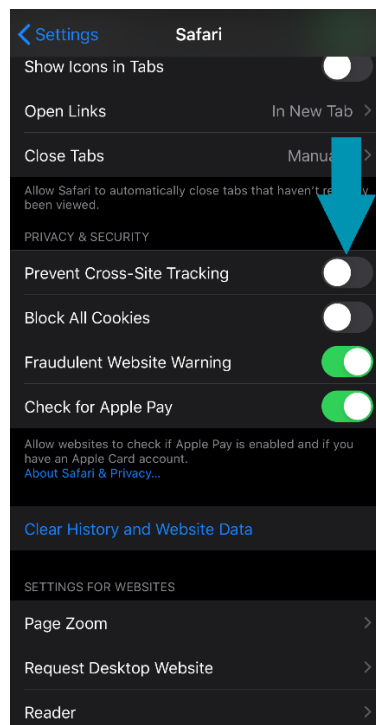 Settings
Safari
Show Icons in Tabs
Open Links
In New Tab
Close Tabs
Allow Safari to automatically close tabs that haven't
been viewed.
PRIVACY & SECURITY
Prevent Cross-Site Tracking
Block All Cookies
Fraudulent Website Warning
Check for Apple Pay
Allow websites to check if Apple Pay is enabled and if you
have an Apple Card account.
About Safari & Privacy...
Clear History and Website Data
SETTINGS FOR WEBSITES
Page Zoom
Request Desktop Website
Reader